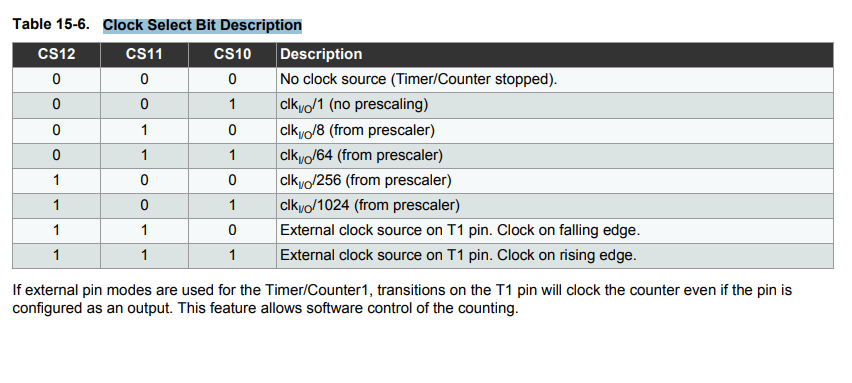 Table 15-6. Clock Select Bit Description
CS12 CS11 CS10 Description
0 0 0 No clock source (Timer/Counter stopped).
0 0 1 clkI/O/1 (no prescaling)
0 1 0 clkI/O/8 (from prescaler)
0 1 1 clkI/O/64 (from prescaler)
1 0 0 clkI/O/256 (from prescaler)
1 0 1 clkI/O/1024 (from prescaler)
1 1 0 External clock source on T1 pin. Clock on falling edge.
1 1 1 External clock source on T1 pin. Clock on rising edge.
If external pin modes are used for the Timer/Counter1, transitions on the T1 pin will clock the counter even if the pin is
configured as an output. This feature allows software control of the counting.